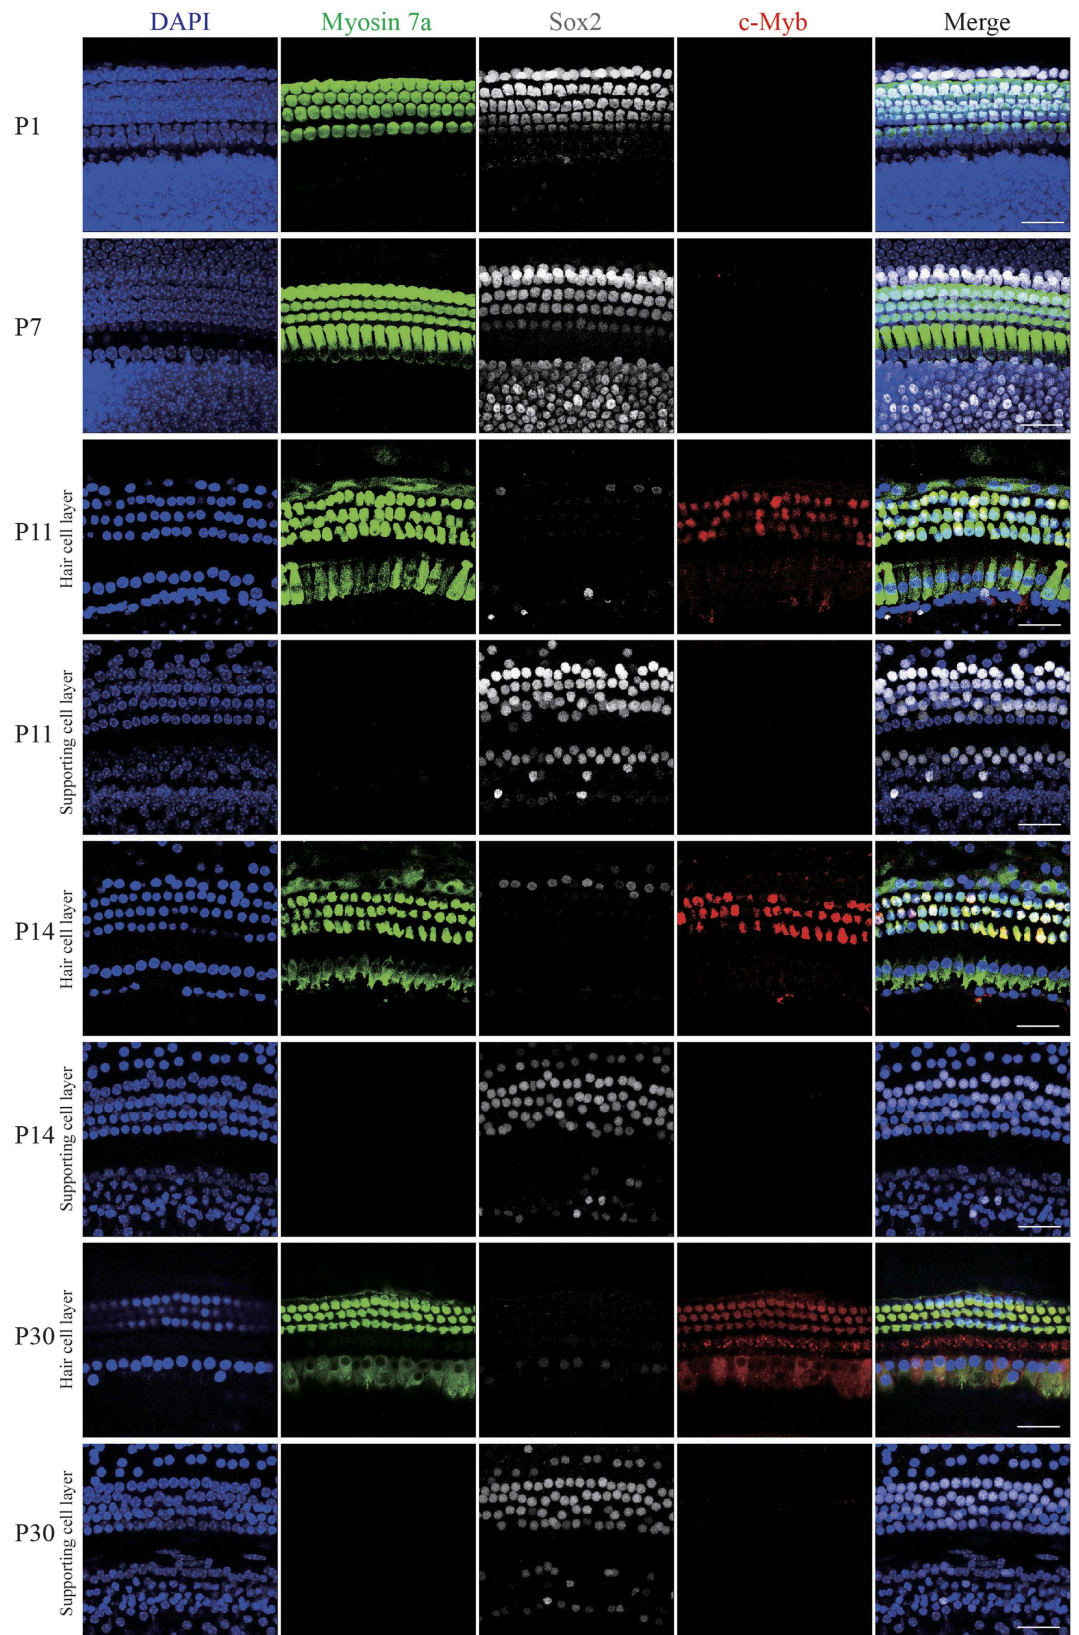 DAPI Myosin 7a Sox2 c-Myb Merge
P1
P7
P11 Hair cell layer
P11 Supporting cell layer
P14 Hair cell layer
P14 Supporting cell layer
P30 Hair cell layer
P30 Supporting cell layer